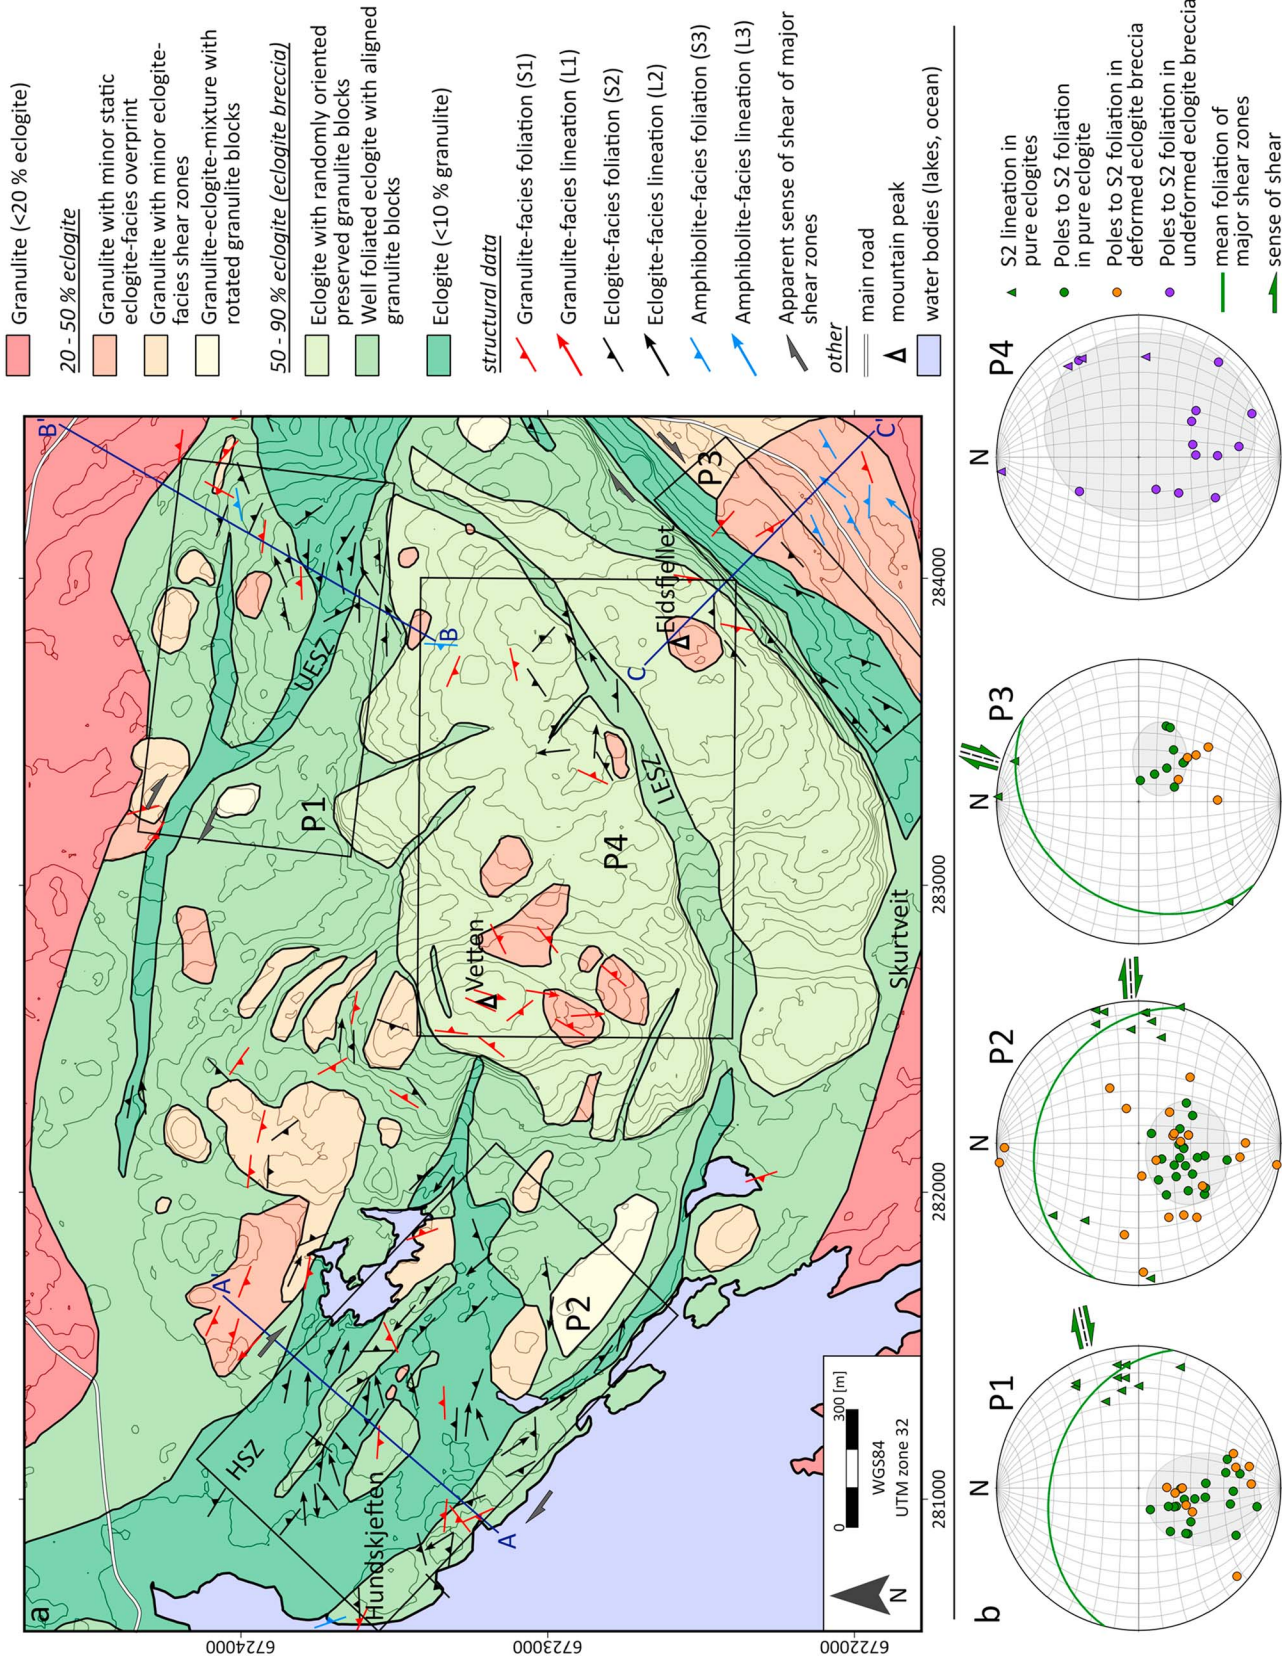 a
A
A'
B
B'
C
C'
HSZ
UESZ
LESZ
P1
P2
P3
P4
Hundskjeften
Vetten
Eldsfjellet
Skurtveit
0
300 [m]
WGS84
UTM zone 32
N
281000
282000
283000
284000
6724000
6723000
6722000
Granulite (<20 % eclogite)
20 - 50 % eclogite
Granulite with minor static
eclogite-facies overprint
Granulite with minor eclogite-
facies shear zones
Granulite-eclogite-mixture with
rotated granulite blocks
50 - 90 % eclogite (eclogite breccia)
Eclogite with randomly oriented
preserved granulite blocks
Well foliated eclogite with aligned
granulite blocks
Eclogite (<10 % granulite)
structural data
Granulite-facies foliation (S1)
Granulite-facies lineation (L1)
Eclogite-facies foliation (S2)
Eclogite-facies lineation (L2)
Amphibolite-facies foliation (S3)
Amphibolite-facies lineation (L3)
Apparent sense of shear of major
shear zones
other
main road
mountain peak
water bodies (lakes, ocean)
b
P1
N
P2
N
P3
N
P4
N
S2 lineation in
pure eclogites
Poles to S2 foliation
in pure eclogite
Poles to S2 foliation in
deformed eclogite breccia
Poles to S2 foliation in
undeformed eclogite breccia
mean foliation of
major shear zones
sense of shear